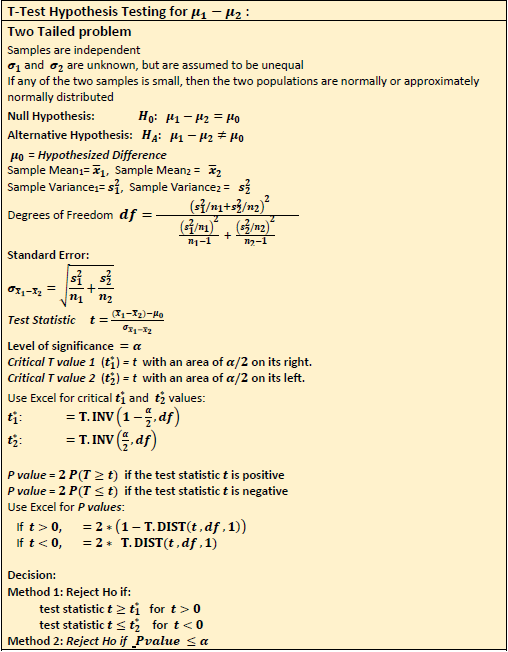 T-Test Hypothesis Testing for μ₁ − μ₂ :
Two Tailed problem
Samples are independent
σ₁ and σ₂ are unknown, but are assumed to be unequal
If any of the two samples is small, then the two populations are normally or approximately
normally distributed
Null Hypothesis: H₀: μ₁ − μ₂ = μ₀
Alternative Hypothesis: H_A: μ₁ − μ₂ ≠ μ₀
μ₀ = Hypothesized Difference
Sample Mean₁= x̅₁, Sample Mean₂ = x̅₂
Sample Variance₁= s₁², Sample Variance₂ = s₂²
Degrees of Freedom df = (s₁²/n₁+s₂²/n₂)² / ( (s₁²/n₁)²/(n₁−1) + (s₂²/n₂)²/(n₂−1) )
Standard Error:
σ_x̅₁−x̅₂ = √(s₁²/n₁ + s₂²/n₂)
Test Statistic t = ((x̅₁−x̅₂)−μ₀)/σ_x̅₁−x̅₂
Level of significance = α
Critical T value 1 (t₁*) = t with an area of α/2 on its right.
Critical T value 2 (t₂*) = t with an area of α/2 on its left.
Use Excel for critical t₁* and t₂* values:
t₁*: = T.INV(1 − α/2, df)
t₂*: = T.INV(α/2, df)
P value = 2 P(T ≥ t) if the test statistic t is positive
P value = 2 P(T ≤ t) if the test statistic t is negative
Use Excel for P values:
If t > 0, = 2 * (1 − T.DIST(t ,df ,1))
If t < 0, = 2 * T.DIST(t ,df ,1)
Decision:
Method 1: Reject Ho if:
test statistic t ≥ t₁* for t > 0
test statistic t ≤ t₂* for t < 0
Method 2: Reject Ho if _Pvalue ≤ α